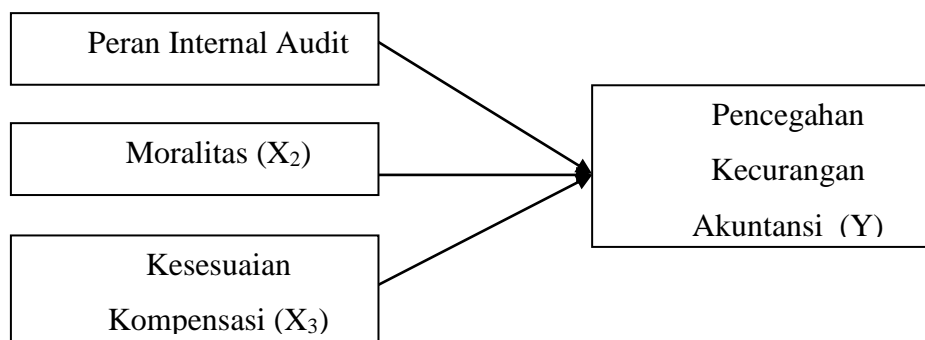 Peran Internal Audit
Moralitas (X₂)
Kesesuaian
Kompensasi (X₃)
Pencegahan
Kecurangan
Akuntansi (Y)